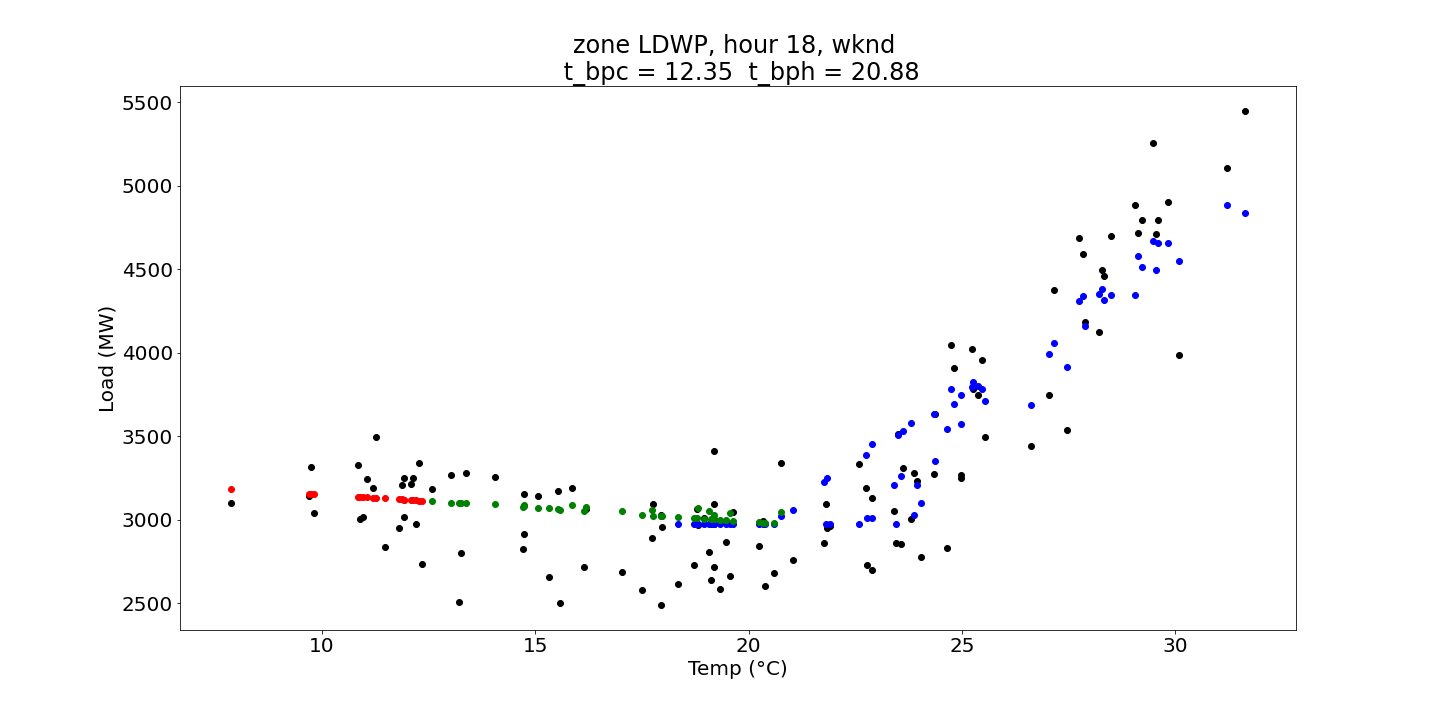 zone LDWP, hour 18, wknd
t_bpc = 12.35  t_bph = 20.88
5500
5000
4500
4000
3500
3000
2500
Load (MW)
10 15 20 25 30
Temp (°C)